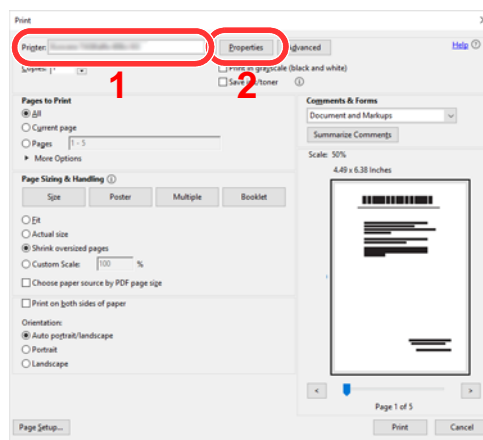 Print
Printer: Properties Advanced Help
Copies: 1 Print in grayscale (black and white)
1 2
Save ink/toner
Pages to Print
All
Current page
Pages 1 - 5
More Options
Comments & Forms
Document and Markups
Summarize Comments
Page Sizing & Handling
Size Poster Multiple Booklet
Fit
Actual size
Shrink oversized pages
Custom Scale: 100 %
Choose paper source by PDF page size
Print on both sides of paper
Orientation:
Auto portrait/landscape
Portrait
Landscape
Scale: 50%
4.49 x 6.38 Inches
< >
Page 1 of 5
Page Setup... Print Cancel